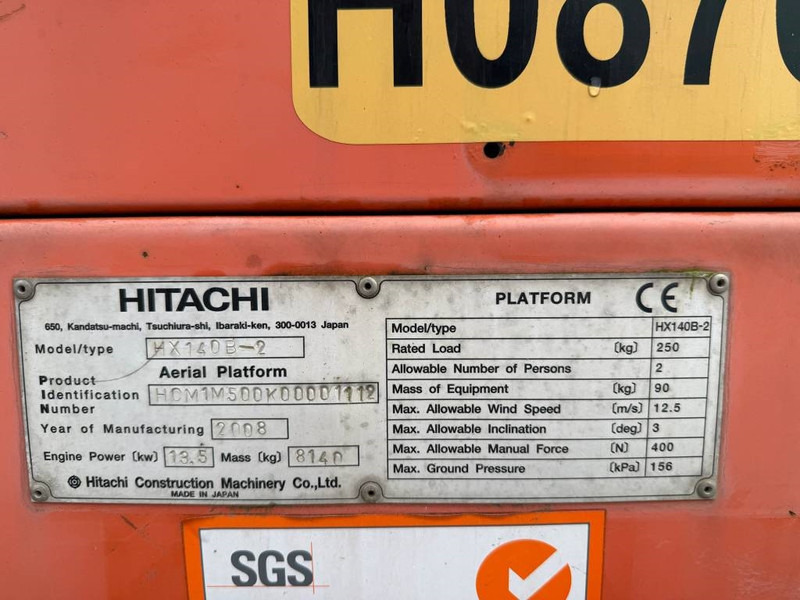 H087
HITACHI
650, Kandatsu-machi, Tsuchiura-shi, Ibaraki-ken, 300-0013 Japan
Model/type HX140B-2
Aerial Platform
Product Identification Number HCM1M500K00001112
Year of Manufacturing 2008
Engine Power (kw) 13.5 Mass (kg) 8140
Hitachi Construction Machinery Co.,Ltd.
MADE IN JAPAN
PLATFORM CE
Model/type HX140B-2
Rated Load (kg) 250
Allowable Number of Persons 2
Mass of Equipment (kg) 90
Max. Allowable Wind Speed (m/s) 12.5
Max. Allowable Inclination (deg) 3
Max. Allowable Manual Force (N) 400
Max. Ground Pressure (kPa) 156
SGS